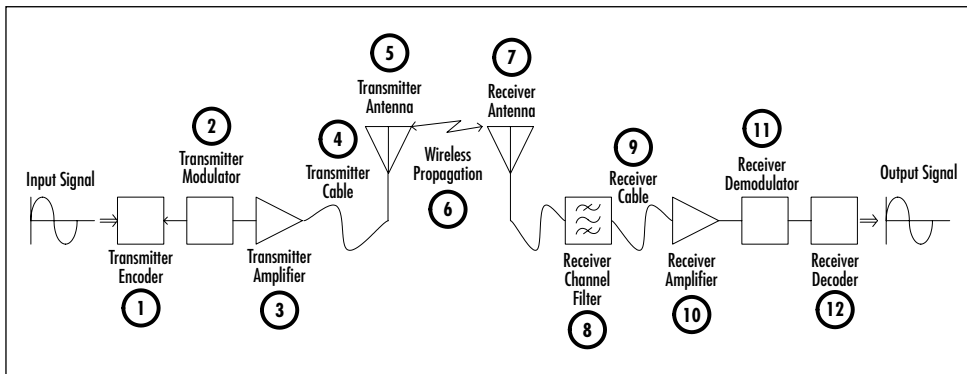 5
Transmitter
Antenna
7
Receiver
Antenna
2
Transmitter
Modulator
4
Transmitter
Cable
Wireless
Propagation
6
9
Receiver
Cable
11
Receiver
Demodulator
Input Signal
Output Signal
Transmitter
Encoder
1
Transmitter
Amplifier
3
Receiver
Channel
Filter
8
Receiver
Amplifier
10
Receiver
Decoder
12